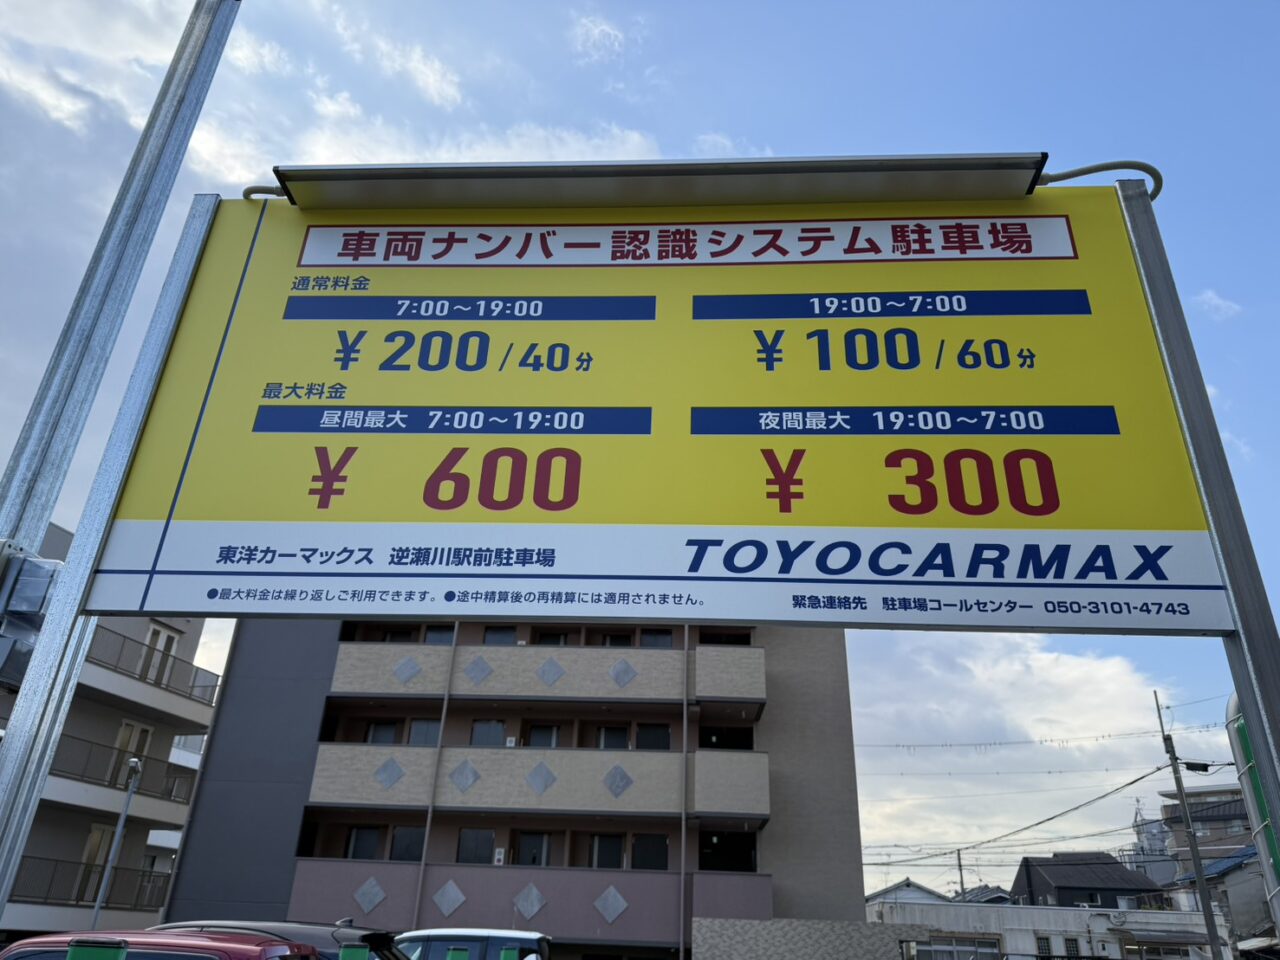 車両ナンバー認識システム駐車場
通常料金
7:00～19:00
19:00～7:00
¥200/40分
¥100/60分
最大料金
昼間最大 7:00～19:00
夜間最大 19:00～7:00
¥ 600
¥ 300
東洋カーマックス 逆瀬川駅前駐車場
TOYOCARMAX
●最大料金は繰り返しご利用できます。●途中精算後の再精算には適用されません。
緊急連絡先 駐車場コールセンター 050-3101-4743